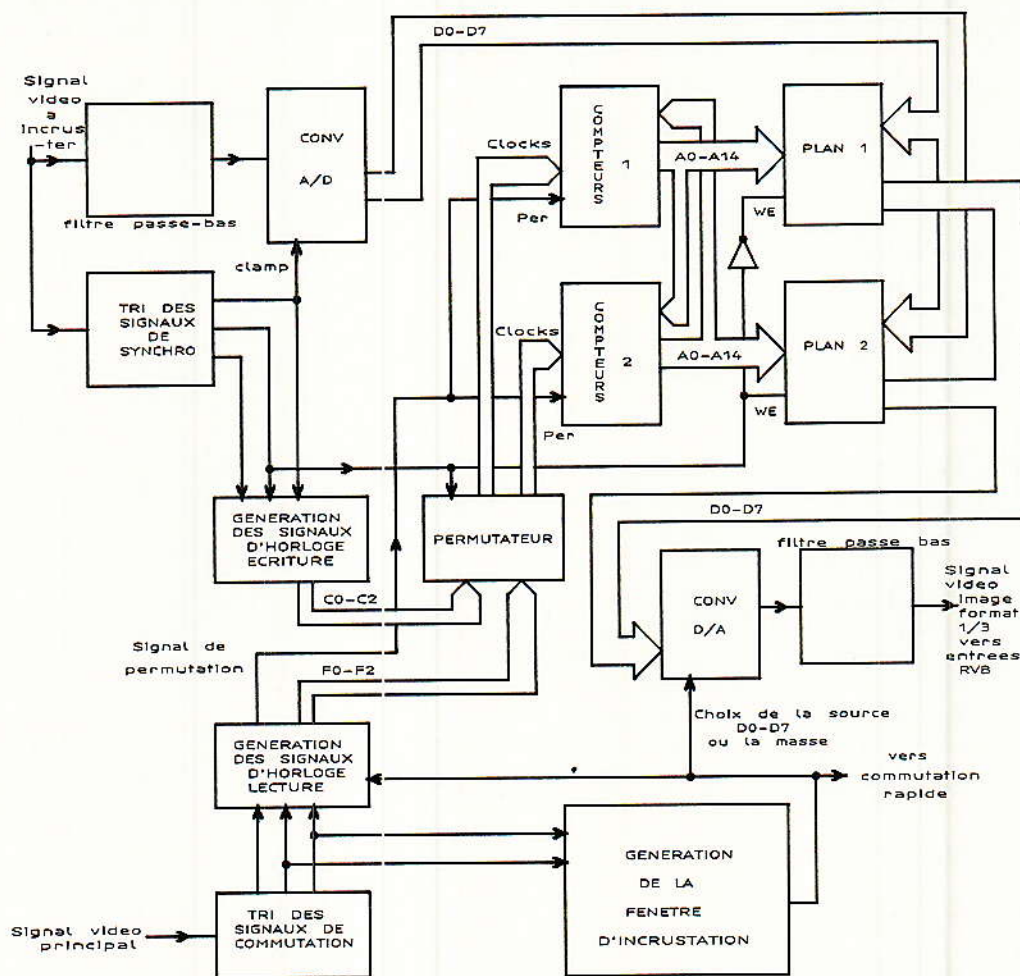 D0-D7
Signal
video
a
Incrus-
-ter
CONV
A/D
filtre passe-bas
clamp
TRI DES
SIGNAUX
DE
SYNCHRO
Clocks
Per
COMPTEURS
1
A0-A14
PLAN 1
WE
Clocks
Per
COMPTEURS
2
A0-A14
PLAN 2
WE
GENERATION
DES SIGNAUX
D'HORLOGE
ECRITURE
PERMUTATEUR
C0-C2
D0-D7
filtre passe bas
CONV
D/A
Signal
video
Image
format
1/3
vers
entrees
RVB
Signal de
permutation
F0-F2
Choix de la source
D0-D7
ou la masse
GENERATION
DES SIGNAUX
D'HORLOGE
LECTURE
vers
commutation
rapide
GENERATION
DE LA
FENETRE
D'INCRUSTATION
Signal video
principal
TRI DES
SIGNAUX DE
COMMUTATION